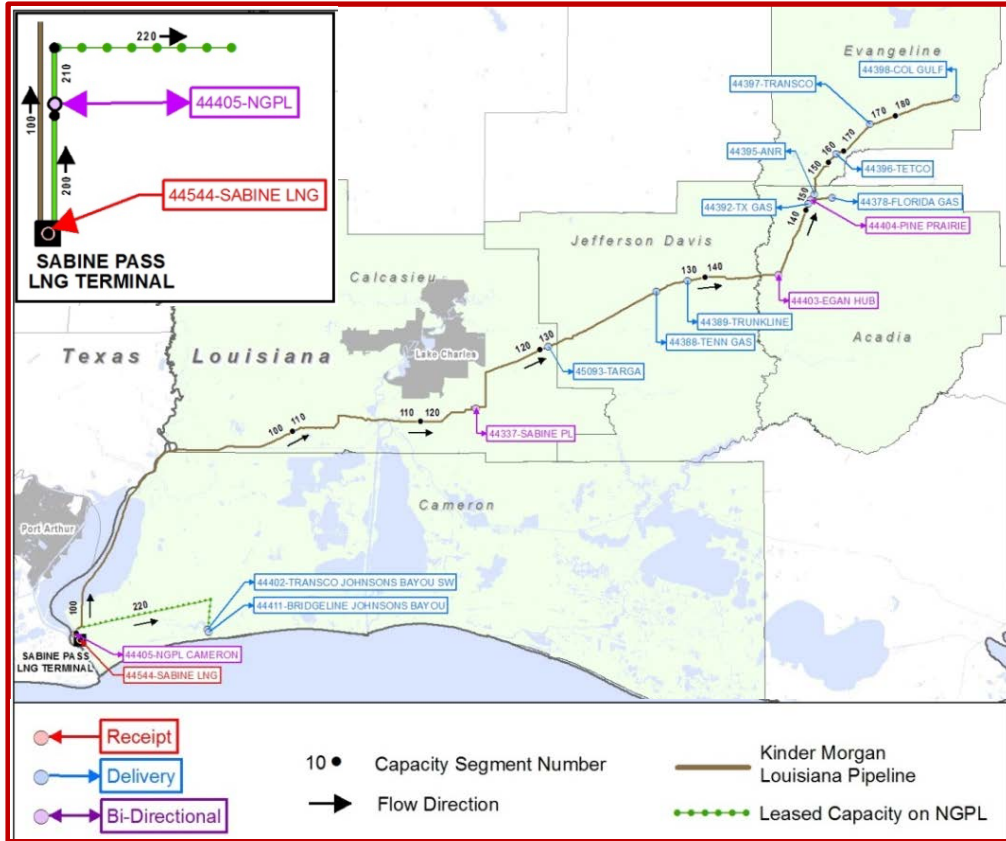 220
210
44405-NGPL
100
200
44544-SABINE LNG
SABINE PASS
LNG TERMINAL
Evangeline
44398-COL GULF
44397-TRANSCO
170
180
170
160
150
44395-ANR
44396-TETCO
150
44392-TX GAS
44378-FLORIDA GAS
140
44404-PINE PRAIRIE
Jefferson Davis
Calcasieu
130
140
44403-EGAN HUB
44389-TRUNKLINE
44388-TENN GAS
Acadia
Texas
Louisiana
Lake Charles
120
130
45093-TARGA
100
110
110
120
44337-SABINE PL
Cameron
Port Arthur
44402-TRANSCO JOHNSONS BAYOU SW
44411-BRIDGELINE JOHNSONS BAYOU
100
220
SABINE PASS
LNG TERMINAL
44405-NGPL CAMERON
44544-SABINE LNG
Receipt
Delivery
Bi-Directional
10
Capacity Segment Number
Flow Direction
Kinder Morgan
Louisiana Pipeline
Leased Capacity on NGPL